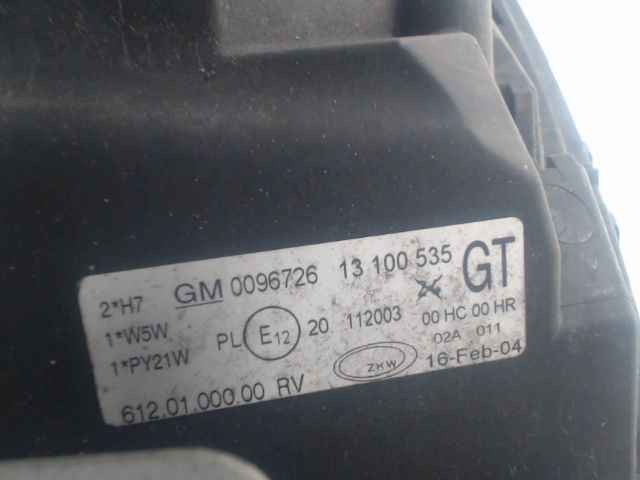 2*H7 GM 0096726 13 100 535 GT
1*W5W PL E12 20 112003 00 HC 00 HR
1*PY21W ZKW 02A 011
612.01.000.00 RV 16-Feb-04